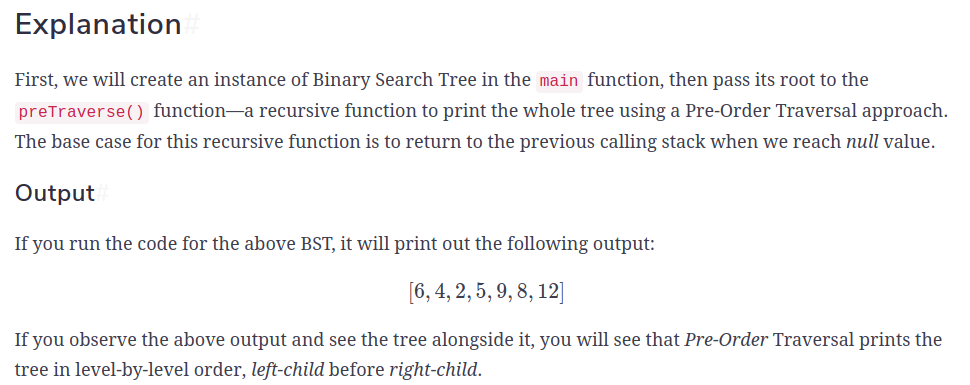 Explanation#
First, we will create an instance of Binary Search Tree in the main function, then pass its root to the
preTraverse() function—a recursive function to print the whole tree using a Pre-Order Traversal approach.
The base case for this recursive function is to return to the previous calling stack when we reach null value.
Output#
If you run the code for the above BST, it will print out the following output:
[6, 4, 2, 5, 9, 8, 12]
If you observe the above output and see the tree alongside it, you will see that Pre-Order Traversal prints the
tree in level-by-level order, left-child before right-child.